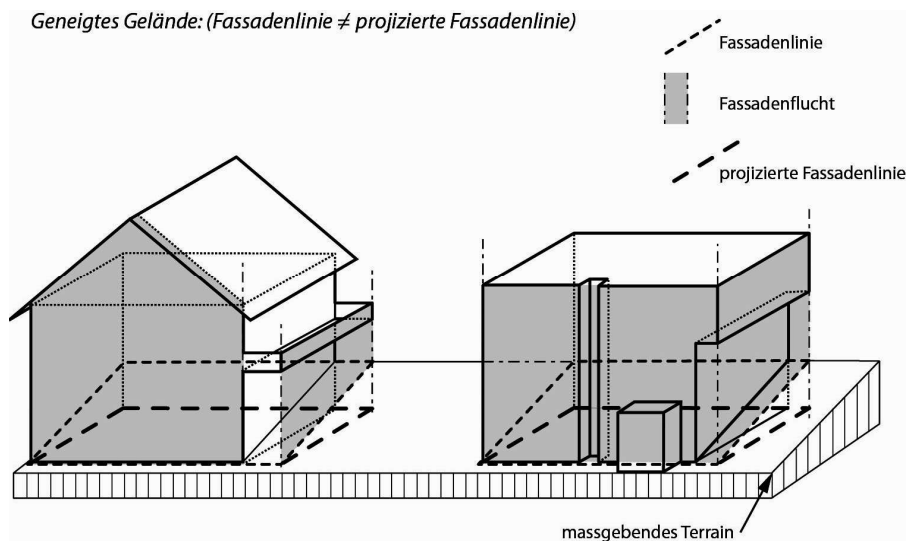 Geneigtes Gelände: (Fassadenlinie ≠ projizierte Fassadenlinie)
Fassadenlinie
Fassadenflucht
projizierte Fassadenlinie
massgebendes Terrain